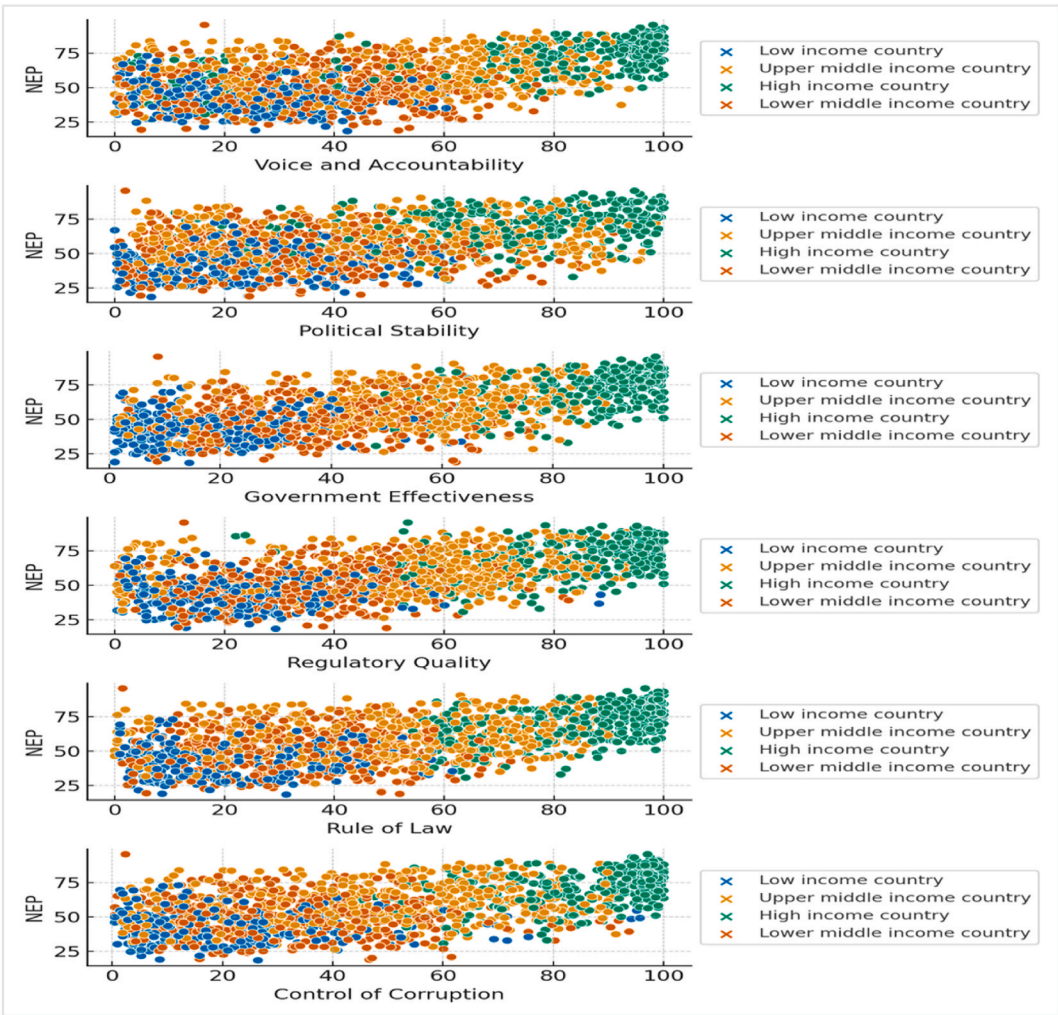 NEP
75
50
25
0 20 40 60 80 100
Voice and Accountability
Low income country
Upper middle income country
High income country
Lower middle income country
NEP
75
50
25
0 20 40 60 80 100
Political Stability
Low income country
Upper middle income country
High income country
Lower middle income country
NEP
75
50
25
0 20 40 60 80 100
Government Effectiveness
Low income country
Upper middle income country
High income country
Lower middle income country
NEP
75
50
25
0 20 40 60 80 100
Regulatory Quality
Low income country
Upper middle income country
High income country
Lower middle income country
NEP
75
50
25
0 20 40 60 80 100
Rule of Law
Low income country
Upper middle income country
High income country
Lower middle income country
NEP
75
50
25
0 20 40 60 80 100
Control of Corruption
Low income country
Upper middle income country
High income country
Lower middle income country